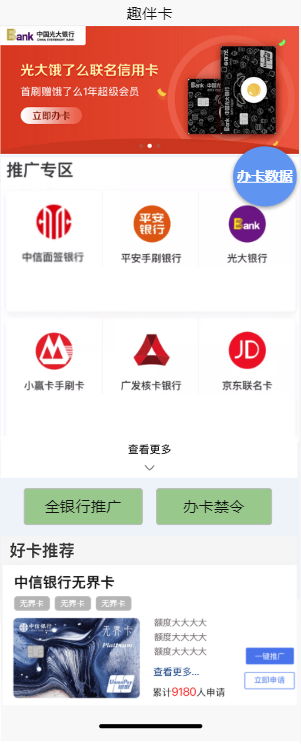 趣伴卡
Bank 中国光大银行
CHINA EVERBRIGHT BANK
光大饿了么联名信用卡
首刷赠饿了么1年超级会员
立即办卡
推广专区
办卡数据
中信面签银行
平安银行
平安手刷银行
Bank
光大银行
小赢卡手刷卡
广发核卡银行
JD
京东联名卡
查看更多
全银行推广
办卡禁令
好卡推荐
中信银行无界卡
无界卡 无界卡 无界卡
中信银行
无界卡
Platinum
UnionPay
银联
额度大大大大
额度大大大大
额度大大大大
查看更多...
累计9180人申请
一键推广
立即申请